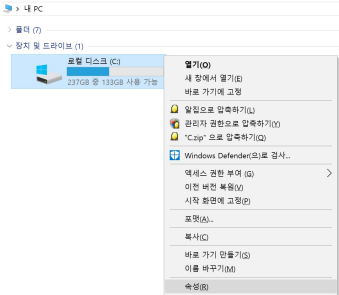 내 PC
폴더 (7)
장치 및 드라이브 (1)
로컬 디스크 (C:)
237GB 중 133GB 사용 가능
열기(O)
새 창에서 열기(E)
바로 가기에 고정
알집으로 압축하기(L)
관리자 권한으로 압축하기(Y)
"C.zip" 으로 압축하기(Q)
Windows Defender(으)로 검사...
액세스 권한 부여 (G)
이전 버전 복원(V)
시작 화면에 고정(P)
포맷(A)...
복사(C)
바로 가기 만들기(S)
이름 바꾸기(M)
속성(R)